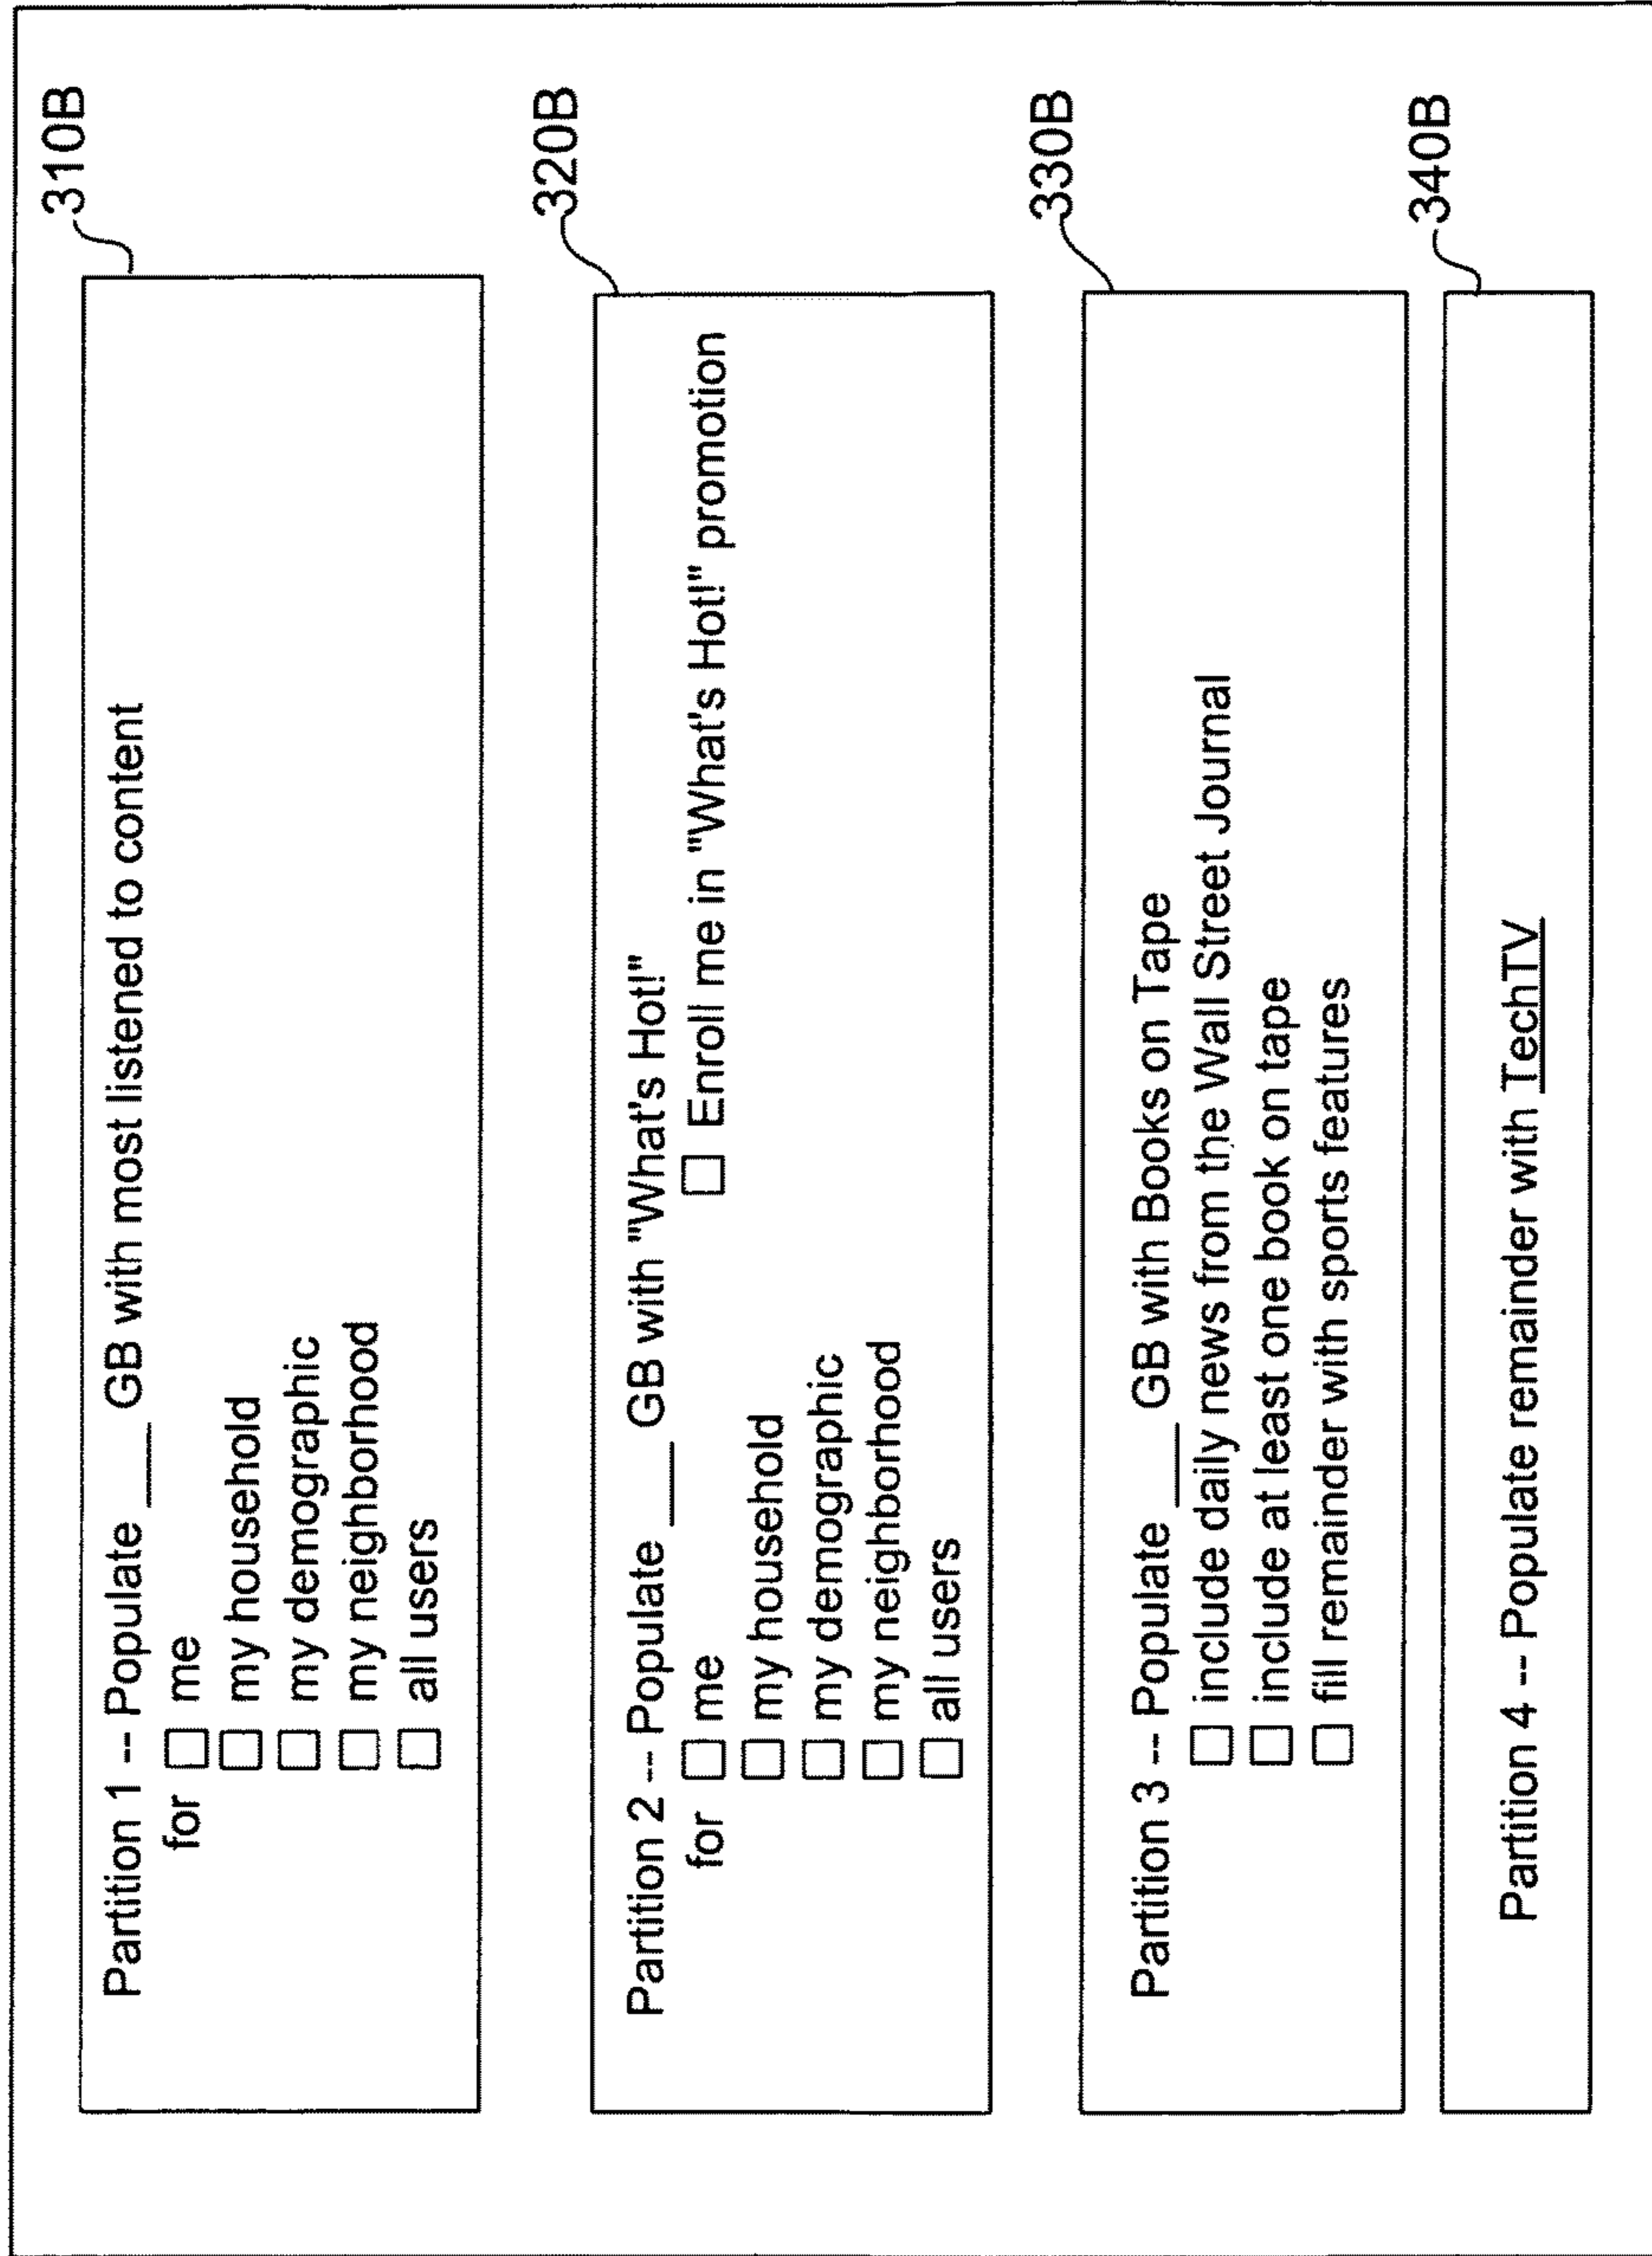 310B
Partition 1 -- Populate ___ GB with most listened to content
for □ me
□ my household
□ my demographic
□ my neighborhood
□ all users
320B
Partition 2 -- Populate ___ GB with "What's Hot!"
for □ me □ Enroll me in "What's Hot!" promotion
□ my household
□ my demographic
□ my neighborhood
□ all users
330B
Partition 3 -- Populate ___ GB with Books on Tape
□ include daily news from the Wall Street Journal
□ include at least one book on tape
□ fill remainder with sports features
340B
Partition 4 -- Populate remainder with TechTV